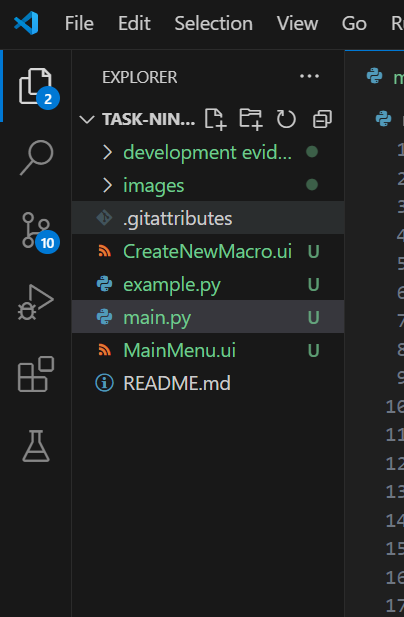 File Edit Selection View Go
EXPLORER
TASK-NIN...
development evid...
images
.gitattributes
CreateNewMacro.ui U
example.py U
main.py U
MainMenu.ui U
README.md
2
10
1
2
3
4
5
6
7
8
9
10
11
12
13
14
15
16
17